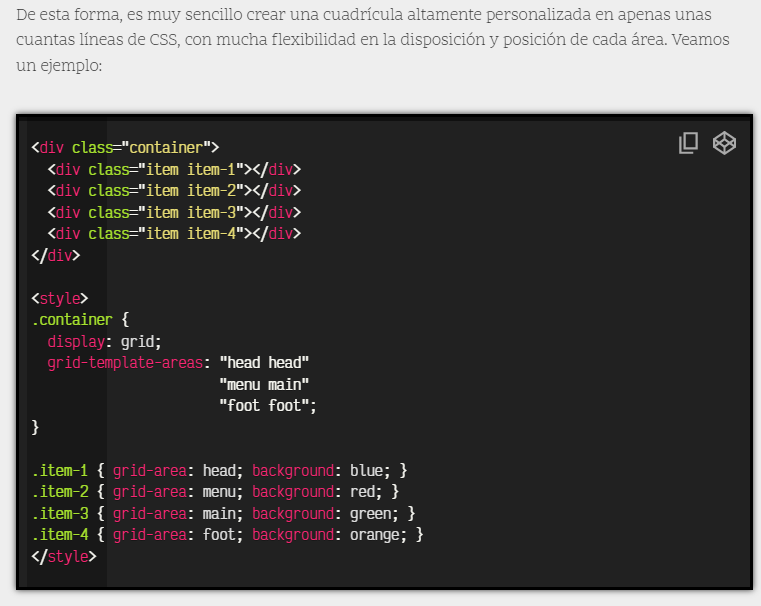 De esta forma, es muy sencillo crear una cuadrícula altamente personalizada en apenas unas
cuantas líneas de CSS, con mucha flexibilidad en la disposición y posición de cada área. Veamos
un ejemplo:
<div class="container">
  <div class="item item-1"></div>
  <div class="item item-2"></div>
  <div class="item item-3"></div>
  <div class="item item-4"></div>
</div>
<style>
.container {
  display: grid;
  grid-template-areas: "head head"
                       "menu main"
                       "foot foot";
}
.item-1 { grid-area: head; background: blue; }
.item-2 { grid-area: menu; background: red; }
.item-3 { grid-area: main; background: green; }
.item-4 { grid-area: foot; background: orange; }
</style>